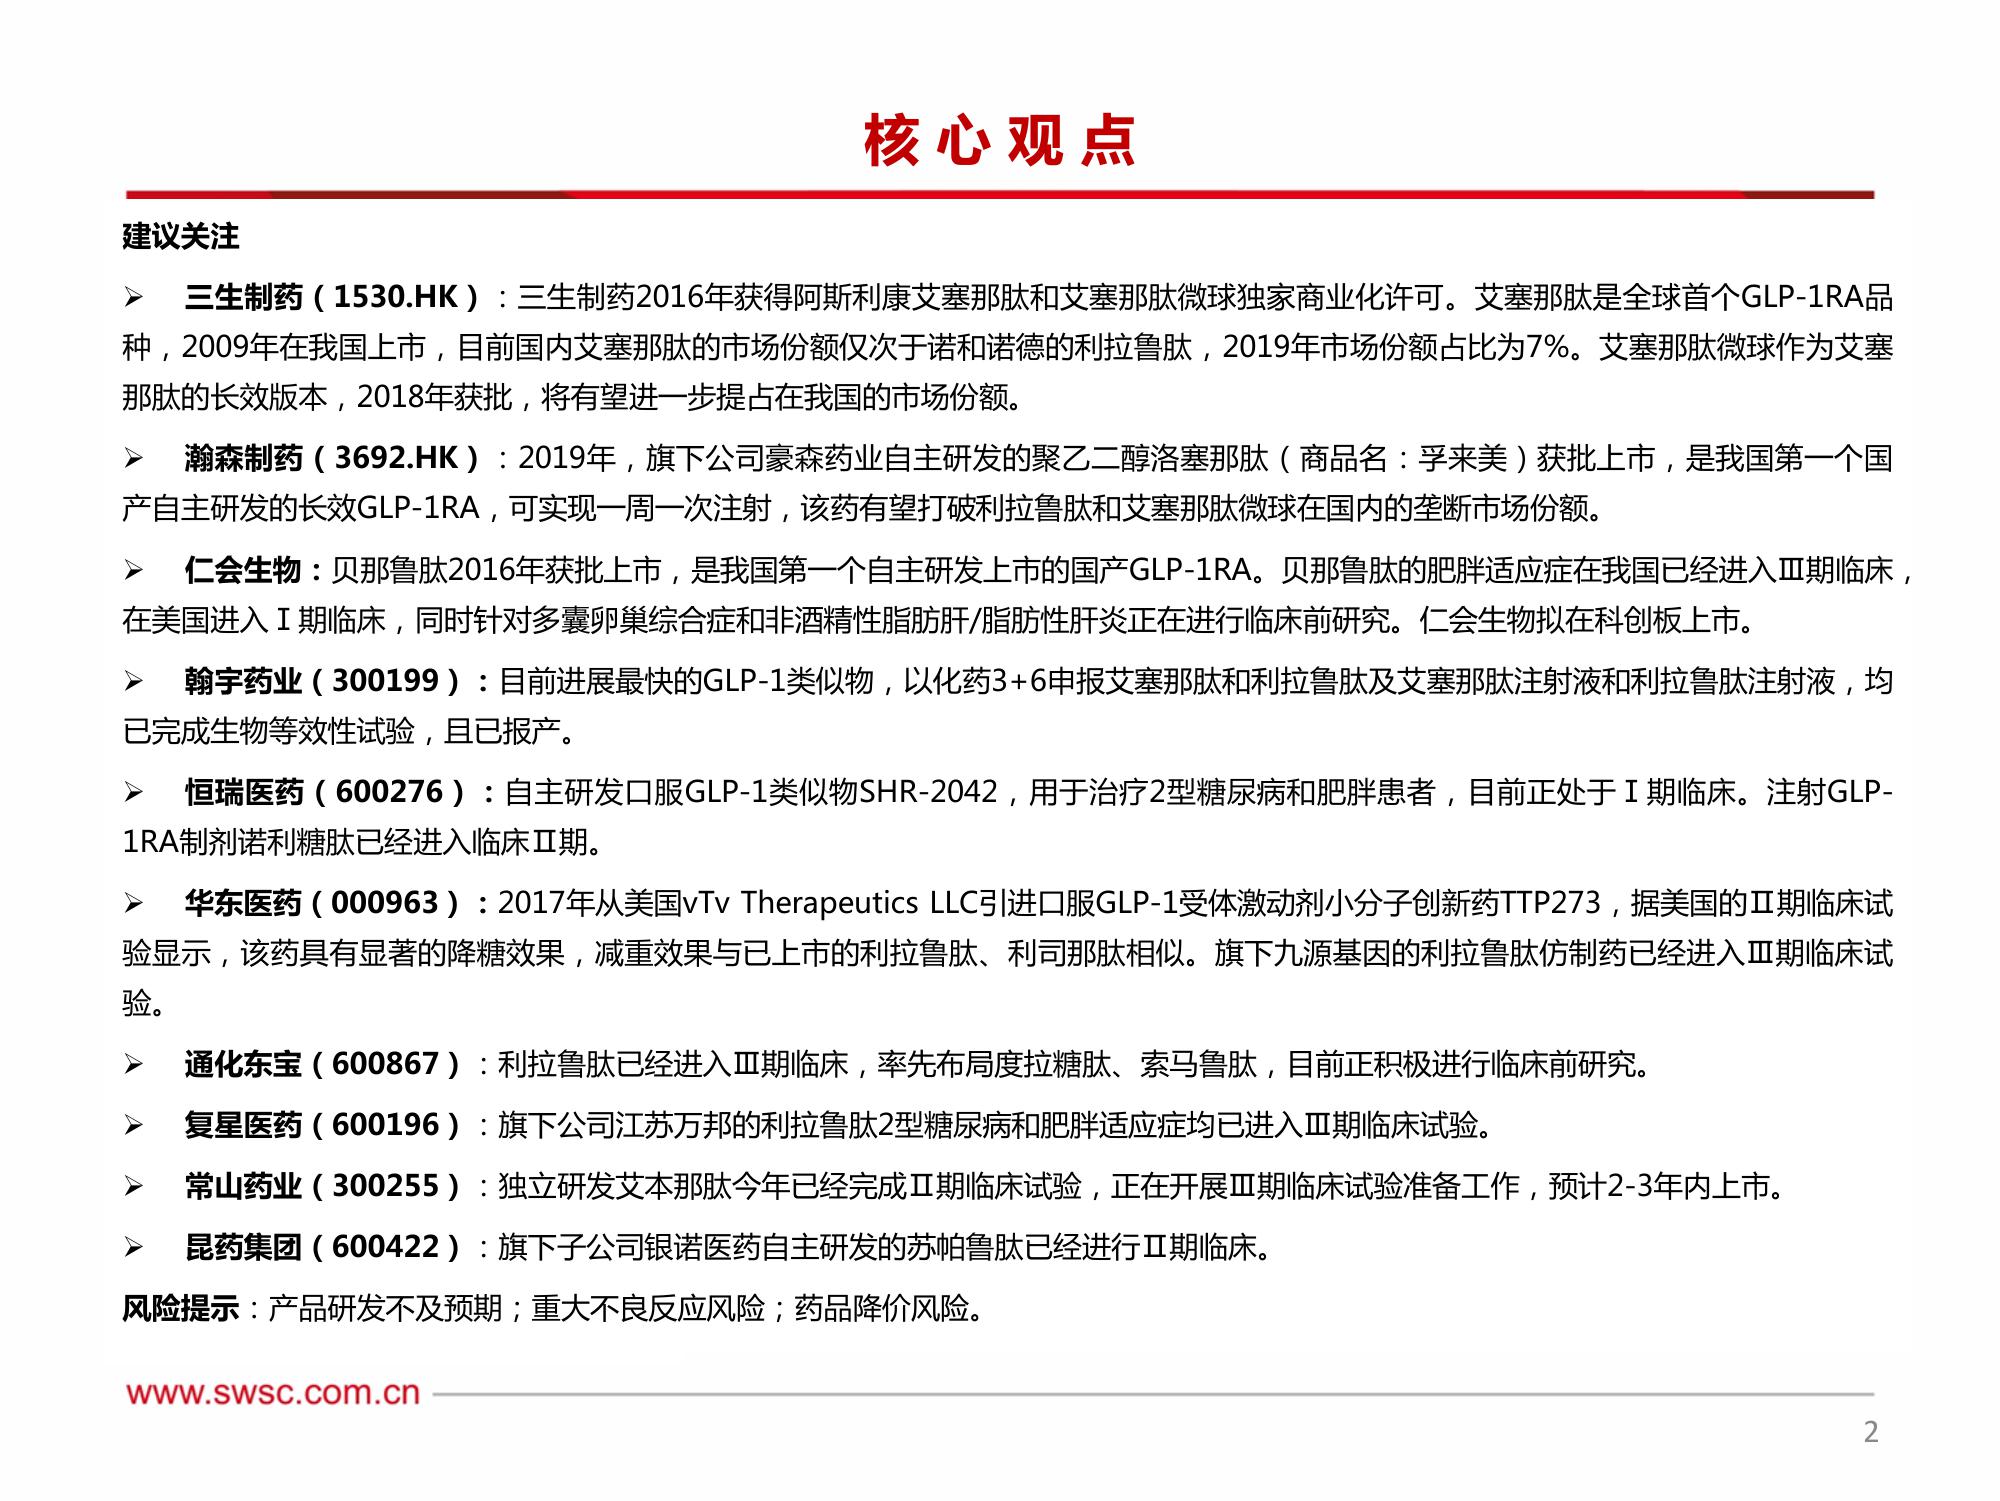 核心观点
建议关注
➢ 三生制药（1530.HK）：三生制药2016年获得阿斯利康艾塞那肽和艾塞那肽微球独家商业化许可。艾塞那肽是全球首个GLP-1RA品
种，2009年在我国上市，目前国内艾塞那肽的市场份额仅次于诺和诺德的利拉鲁肽，2019年市场份额占比为7%。艾塞那肽微球作为艾塞
那肽的长效版本，2018年获批，将有望进一步提占在我国的市场份额。
➢ 瀚森制药（3692.HK）：2019年，旗下公司豪森药业自主研发的聚乙二醇洛塞那肽（商品名：孚来美）获批上市，是我国第一个国
产自主研发的长效GLP-1RA，可实现一周一次注射，该药有望打破利拉鲁肽和艾塞那肽微球在国内的垄断市场份额。
➢ 仁会生物：贝那鲁肽2016年获批上市，是我国第一个自主研发上市的国产GLP-1RA。贝那鲁肽的肥胖适应症在我国已经进入Ⅲ期临床，
在美国进入Ⅰ期临床，同时针对多囊卵巢综合症和非酒精性脂肪肝/脂肪性肝炎正在进行临床前研究。仁会生物拟在科创板上市。
➢ 翰宇药业（300199）：目前进展最快的GLP-1类似物，以化药3+6申报艾塞那肽和利拉鲁肽及艾塞那肽注射液和利拉鲁肽注射液，均
已完成生物等效性试验，且已报产。
➢ 恒瑞医药（600276）：自主研发口服GLP-1类似物SHR-2042，用于治疗2型糖尿病和肥胖患者，目前正处于Ⅰ期临床。注射GLP-
1RA制剂诺利糖肽已经进入临床Ⅱ期。
➢ 华东医药（000963）：2017年从美国vTv Therapeutics LLC引进口服GLP-1受体激动剂小分子创新药TTP273，据美国的Ⅱ期临床试
验显示，该药具有显著的降糖效果，减重效果与已上市的利拉鲁肽、利司那肽相似。旗下九源基因的利拉鲁肽仿制药已经进入Ⅲ期临床试
验。
➢ 通化东宝（600867）：利拉鲁肽已经进入Ⅲ期临床，率先布局度拉糖肽、索马鲁肽，目前正积极进行临床前研究。
➢ 复星医药（600196）：旗下公司江苏万邦的利拉鲁肽2型糖尿病和肥胖适应症均已进入Ⅲ期临床试验。
➢ 常山药业（300255）：独立研发艾本那肽今年已经完成Ⅱ期临床试验，正在开展Ⅲ期临床试验准备工作，预计2-3年内上市。
➢ 昆药集团（600422）：旗下子公司银诺医药自主研发的苏帕鲁肽已经进行Ⅱ期临床。
风险提示：产品研发不及预期；重大不良反应风险；药品降价风险。
www.swsc.com.cn
2